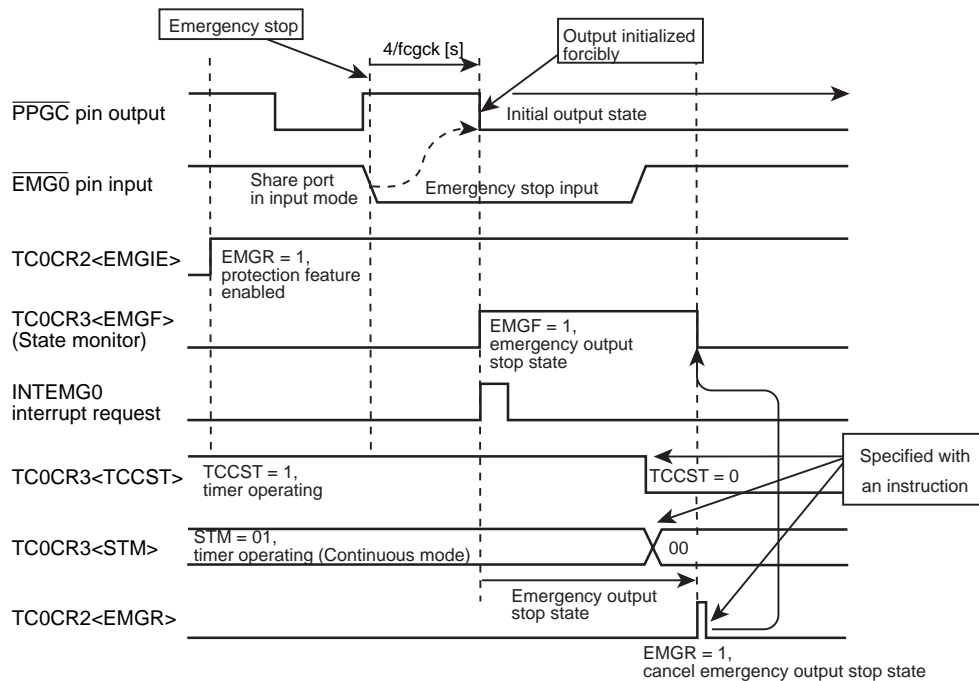 Emergency stop
4/fcgck [s]
Output initialized
forcibly
PPGC pin output
Initial output state
EMG0 pin input
Share port
in input mode
Emergency stop input
TC0CR2<EMGIE>
EMGR = 1,
protection feature
enabled
TC0CR3<EMGF>
(State monitor)
EMGF = 1,
emergency output
stop state
INTEMG0
interrupt request
TC0CR3<TCCST>
TCCST = 1,
timer operating
TCCST = 0
Specified with
an instruction
TC0CR3<STM>
STM = 01,
timer operating (Continuous mode)
00
Emergency output
stop state
TC0CR2<EMGR>
EMGR = 1,
cancel emergency output stop state